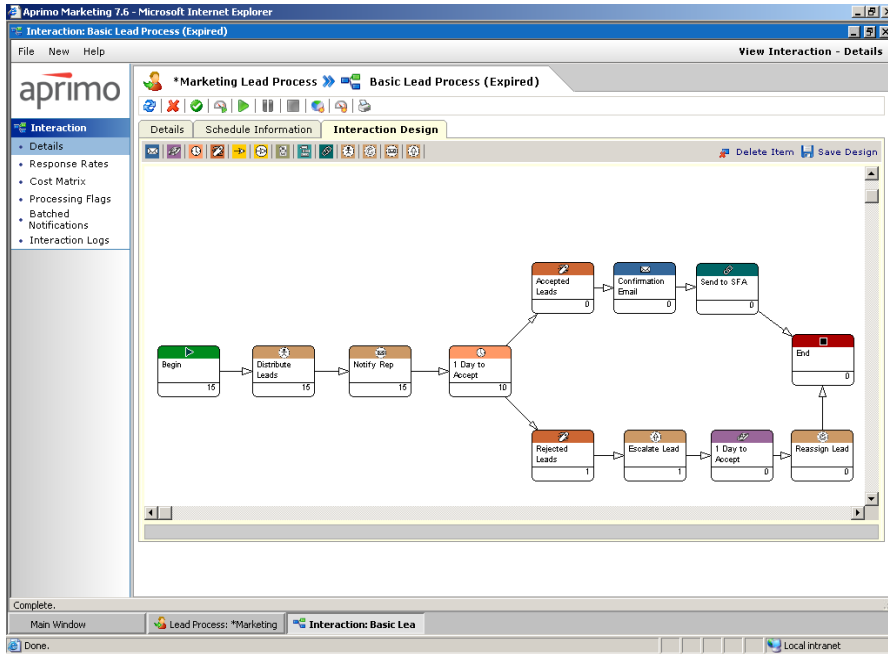 Aprimo Marketing 7.6 - Microsoft Internet Explorer
Interaction: Basic Lead Process (Expired)
File New Help
View Interaction - Details
aprimo
*Marketing Lead Process » Basic Lead Process (Expired)
Interaction
Details
Response Rates
Cost Matrix
Processing Flags
Batched
Notifications
Interaction Logs
Details Schedule Information Interaction Design
Delete Item Save Design
Accepted
Leads
0
Confirmation
Email
0
Send to SFA
0
Begin
15
Distribute
Leads
15
Notify Rep
15
1 Day to
Accept
10
End
0
Rejected
Leads
1
Escalate Lead
1
1 Day to
Accept
0
Reassign Lead
0
Complete.
Main Window
Lead Process: *Marketing
Interaction: Basic Lea
Done.
Local intranet